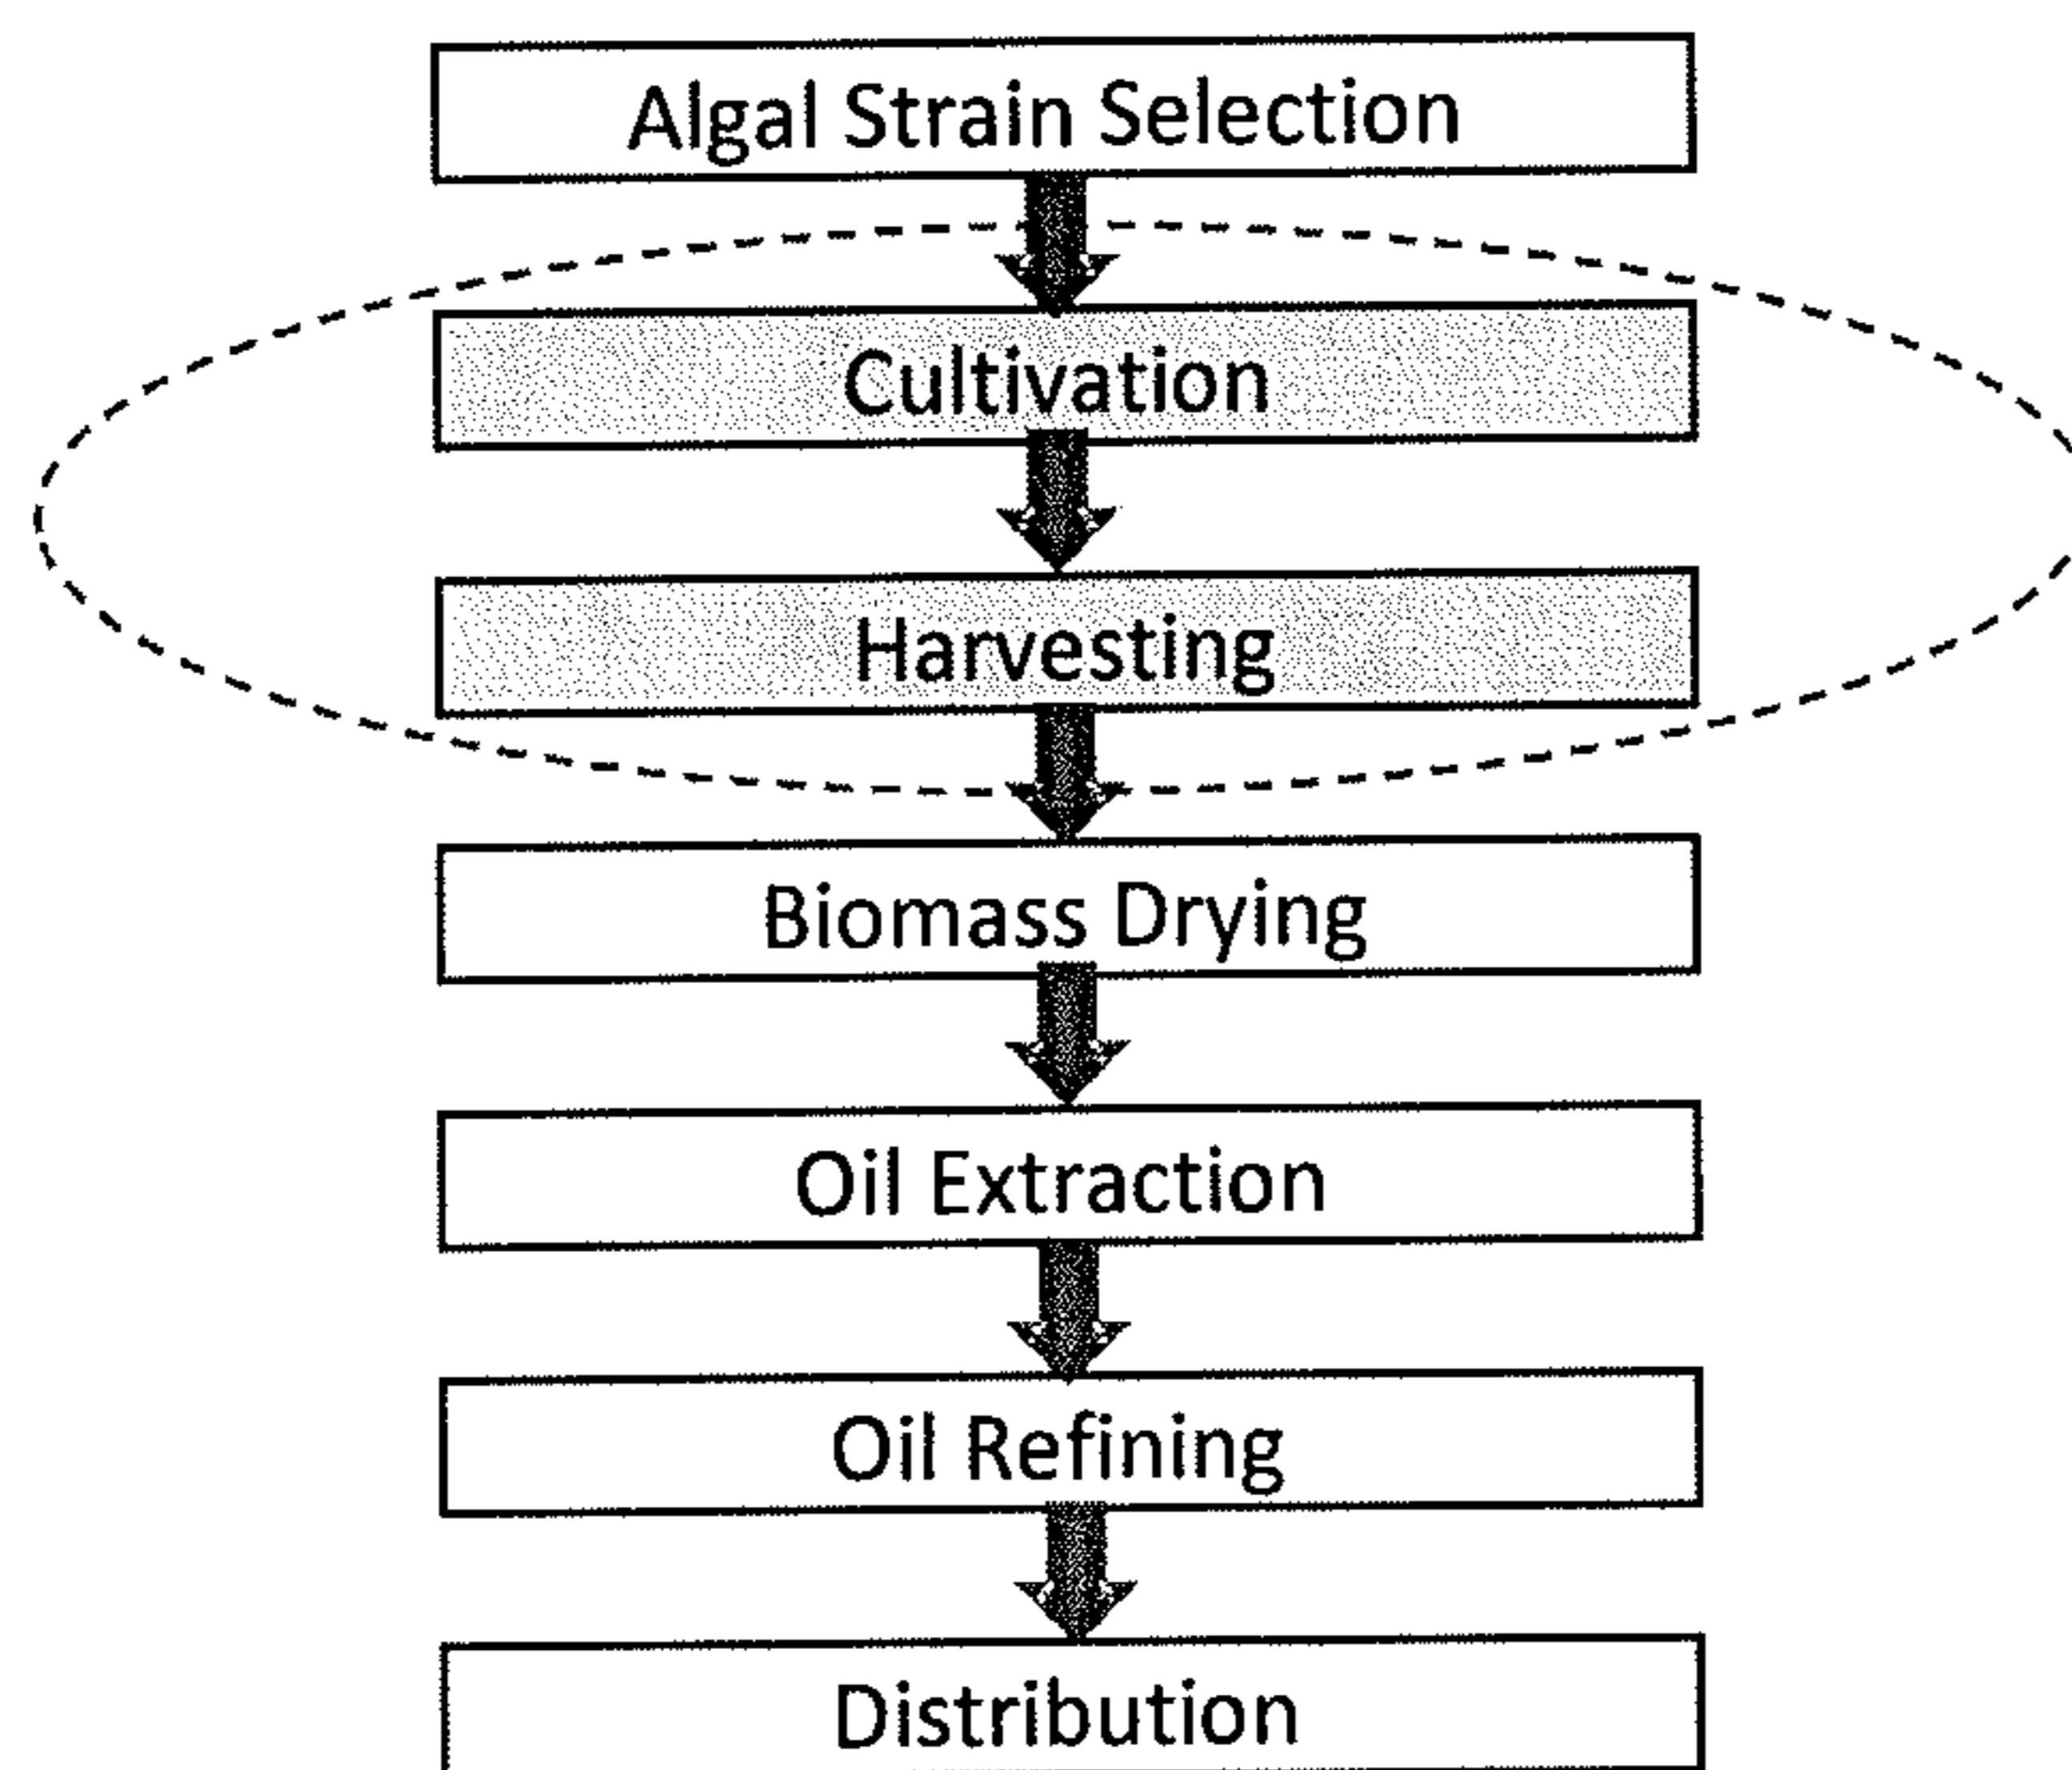 Algal Strain Selection
Cultivation
Harvesting
Biomass Drying
Oil Extraction
Oil Refining
Distribution